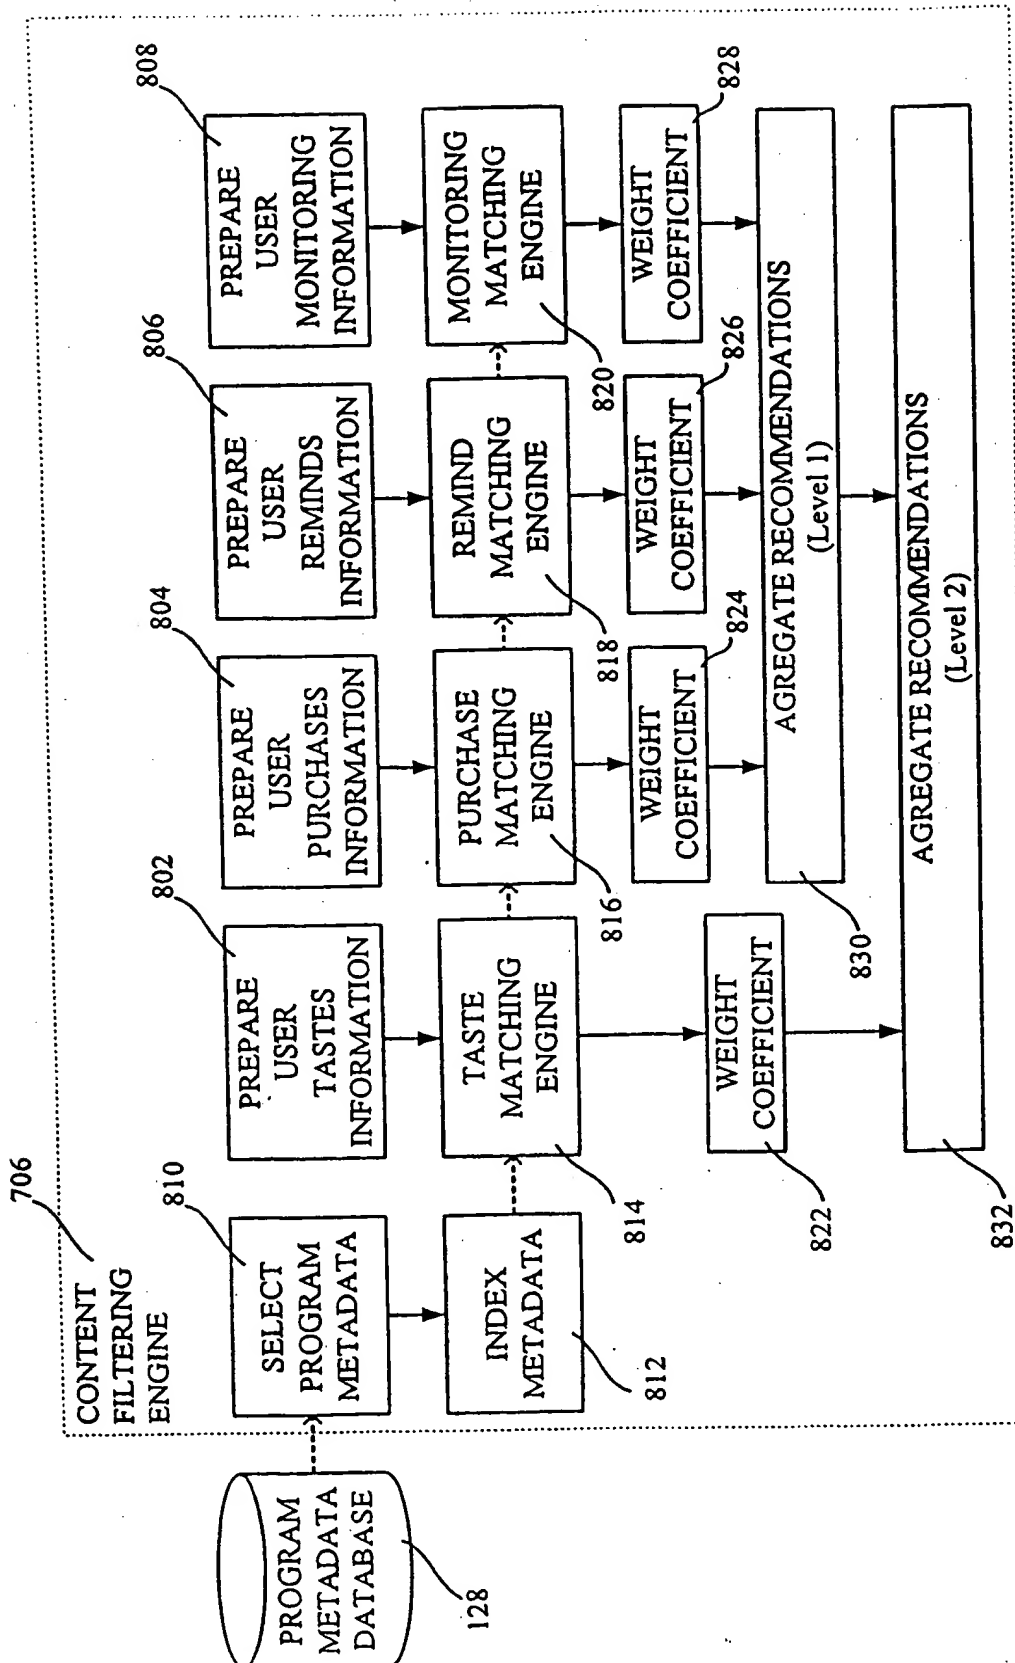 706
CONTENT
FILTERING
ENGINE
PROGRAM
METADATA
DATABASE
128
810
SELECT
PROGRAM
METADATA
802
PREPARE
USER
TASTES
INFORMATION
804
PREPARE
USER
PURCHASES
INFORMATION
806
PREPARE
USER
REMINDS
INFORMATION
808
PREPARE
USER
MONITORING
INFORMATION
INDEX
METADATA
812
TASTE
MATCHING
ENGINE
814
PURCHASE
MATCHING
ENGINE
816
REMIND
MATCHING
ENGINE
818
MONITORING
MATCHING
ENGINE
820
WEIGHT
COEFFICIENT
822
WEIGHT
COEFFICIENT
824
WEIGHT
COEFFICIENT
826
WEIGHT
COEFFICIENT
828
AGREGATE RECOMMENDATIONS
(Level 1)
830
AGREGATE RECOMMENDATIONS
(Level 2)
832